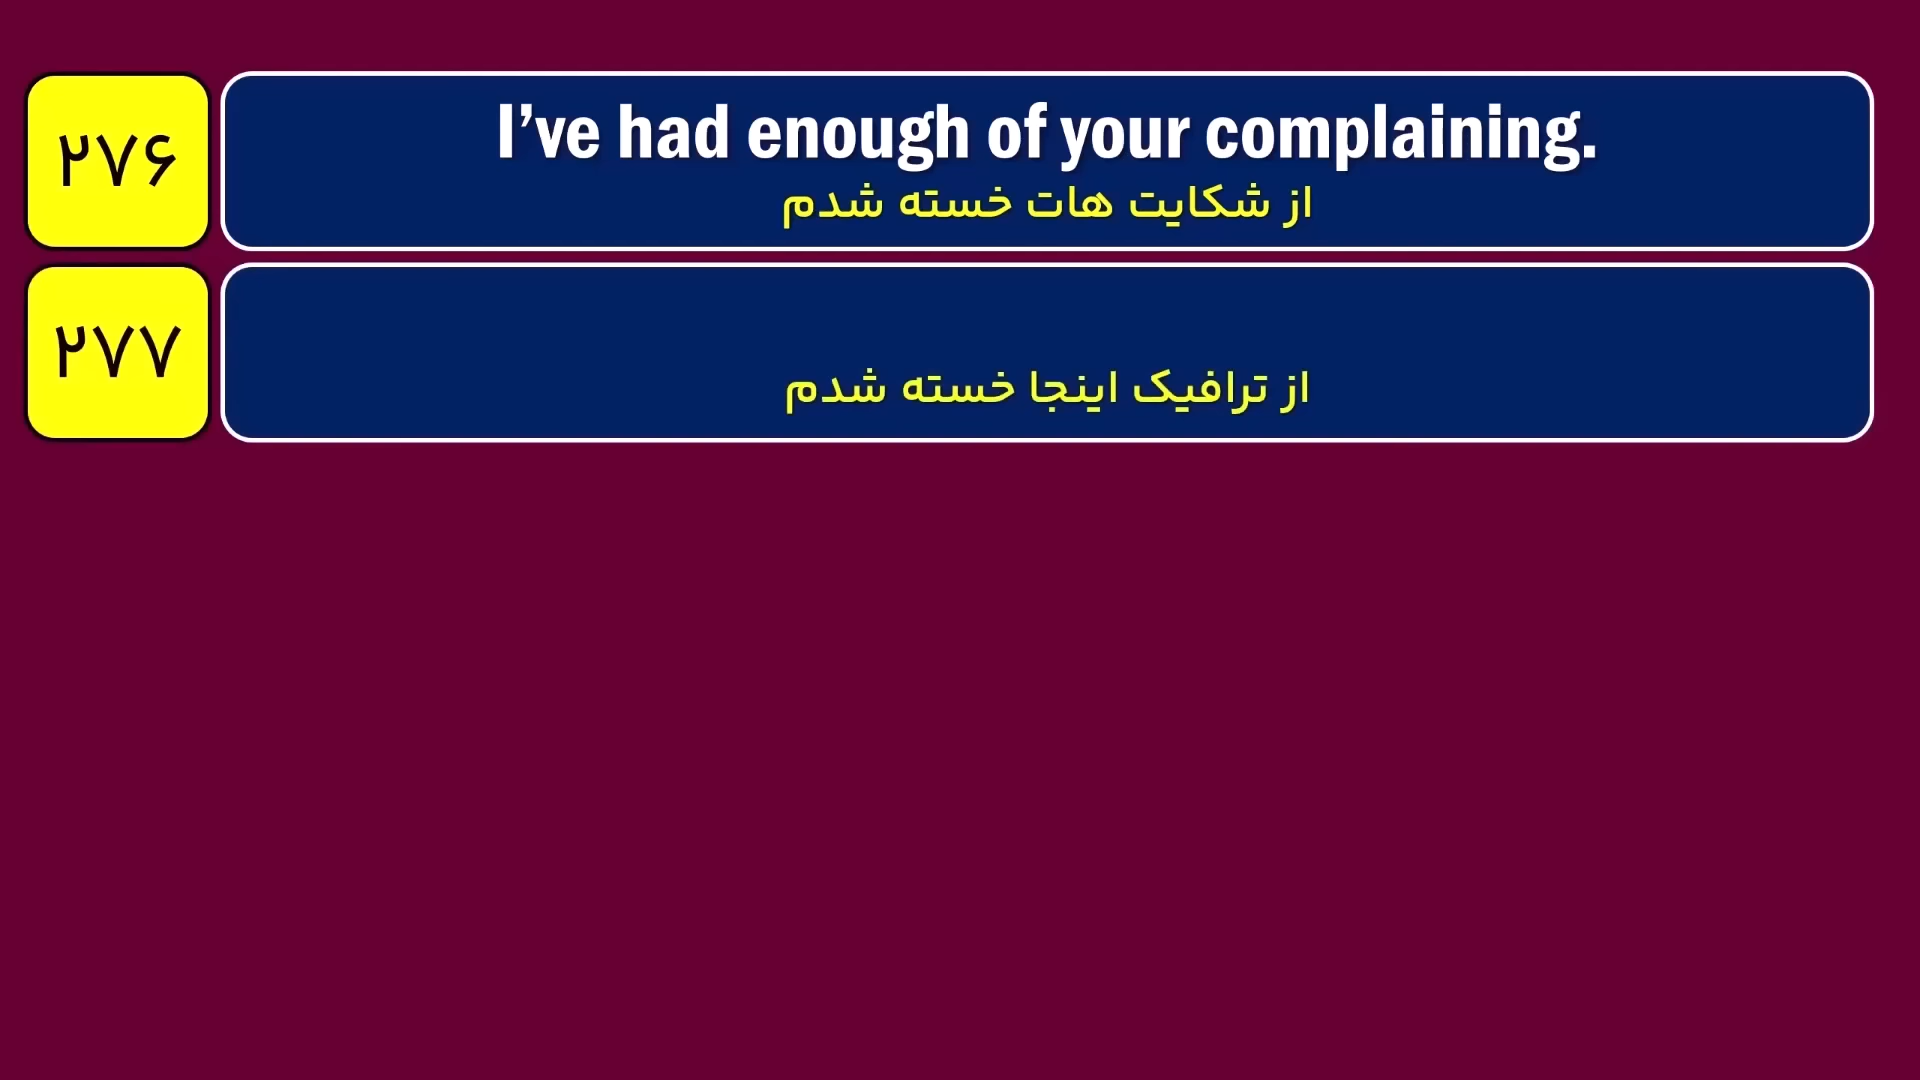 ۲۷۶
I’ve had enough of your complaining.
از شکایت هات خسته شدم
۲۷۷
از ترافیک اینجا خسته شدم